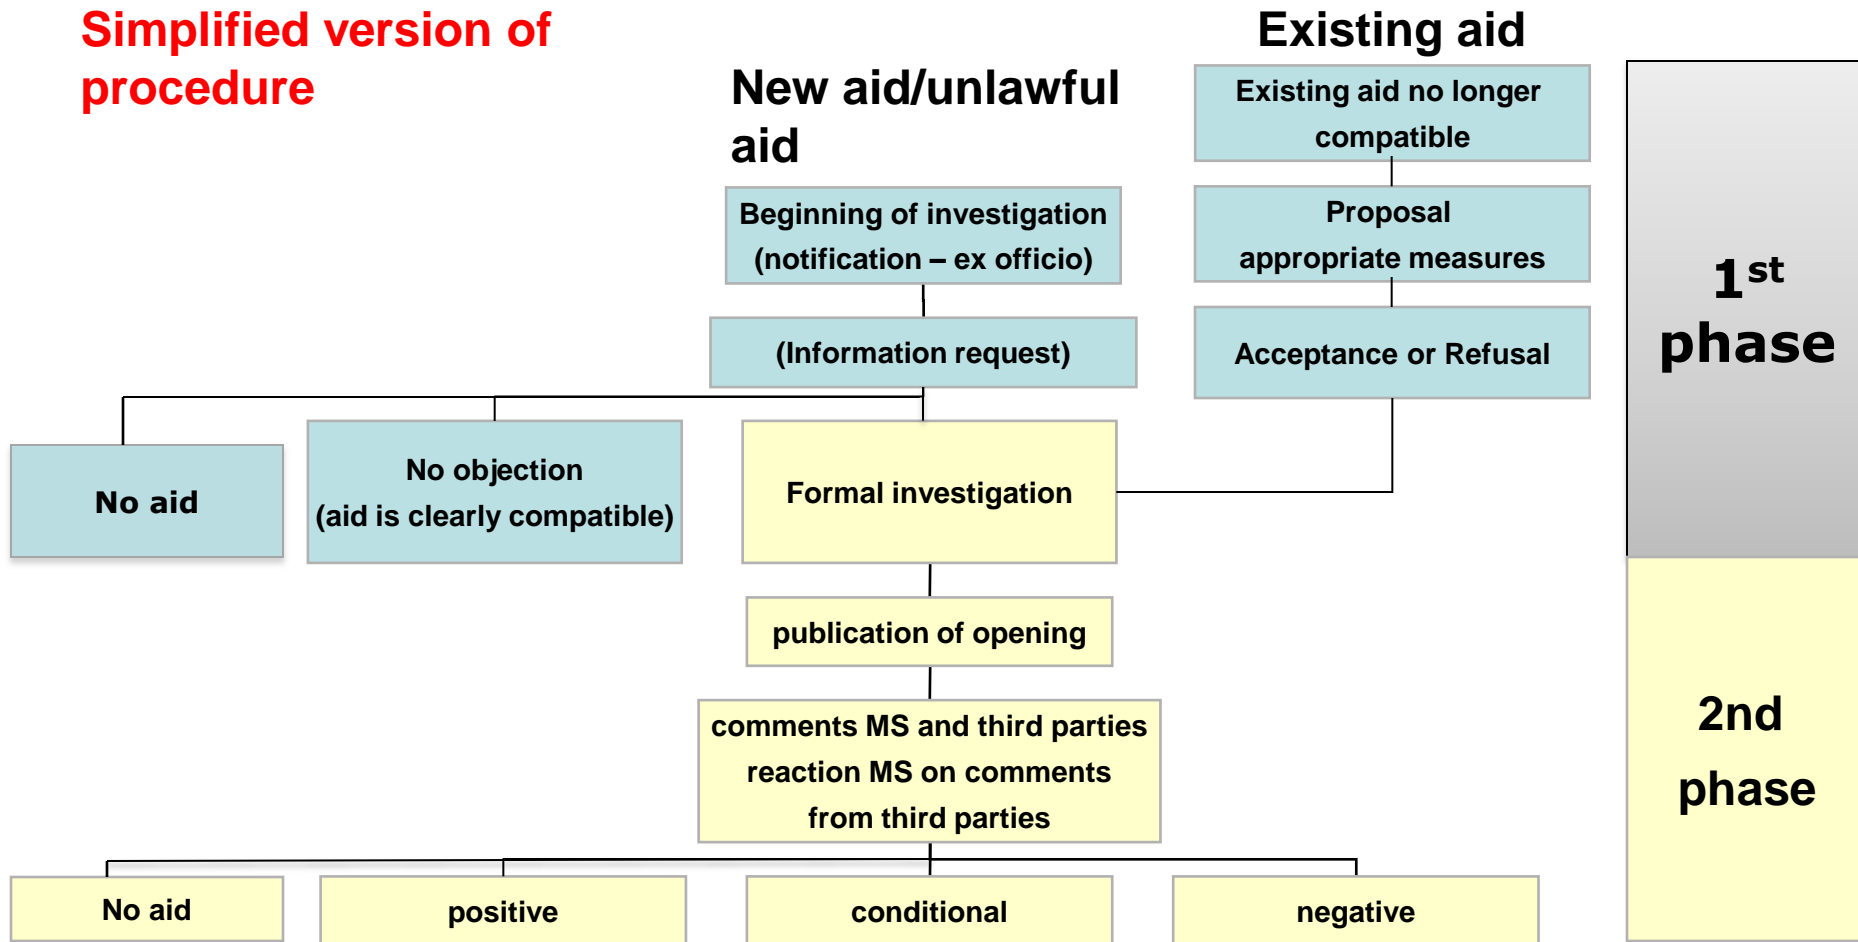 Simplified version of
procedure
New aid/unlawful
aid
Existing aid
Existing aid no longer
compatible
Beginning of investigation
(notification – ex officio)
Proposal
appropriate measures
(Information request)
Acceptance or Refusal
1st
phase
No aid
No objection
(aid is clearly compatible)
Formal investigation
publication of opening
comments MS and third parties
reaction MS on comments
from third parties
2nd
phase
No aid
positive
conditional
negative